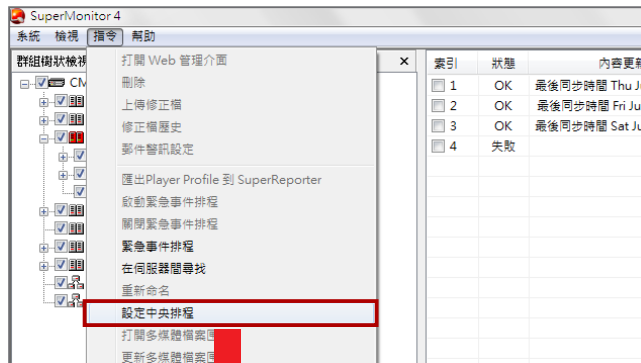 SuperMonitor 4
系統 檢視 指令 幫助
群組樹狀檢視
打開 Web 管理介面
刪除
上傳修正檔
修正檔歷史
郵件警訊設定
匯出Player Profile 到 SuperReporter
啟動緊急事件排程
關閉緊急事件排程
緊急事件排程
在伺服器間尋找
重新命名
設定中央排程
打開多媒體檔案
更新多媒體檔案
索引 狀態 內容更新
1 OK 最後同步時間 Thu
2 OK 最後同步時間 Fri
3 OK 最後同步時間 Sat
4 失敗